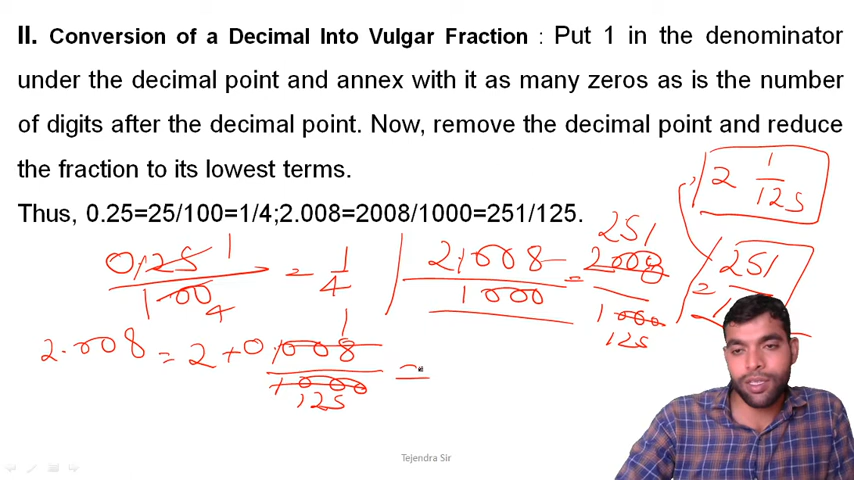 II. Conversion of a Decimal Into Vulgar Fraction : Put 1 in the denominator
under the decimal point and annex with it as many zeros as is the number
of digits after the decimal point. Now, remove the decimal point and reduce
the fraction to its lowest terms.
Thus, 0.25=25/100=1/4;2.008=2008/1000=251/125.
2 1/125
0.25 1
100 4
= 1/4
2.008
1000
= 251
2008
1000
125
= 251
2.008 = 2 + 0.008 1
1000
125
=
Tejendra Sir